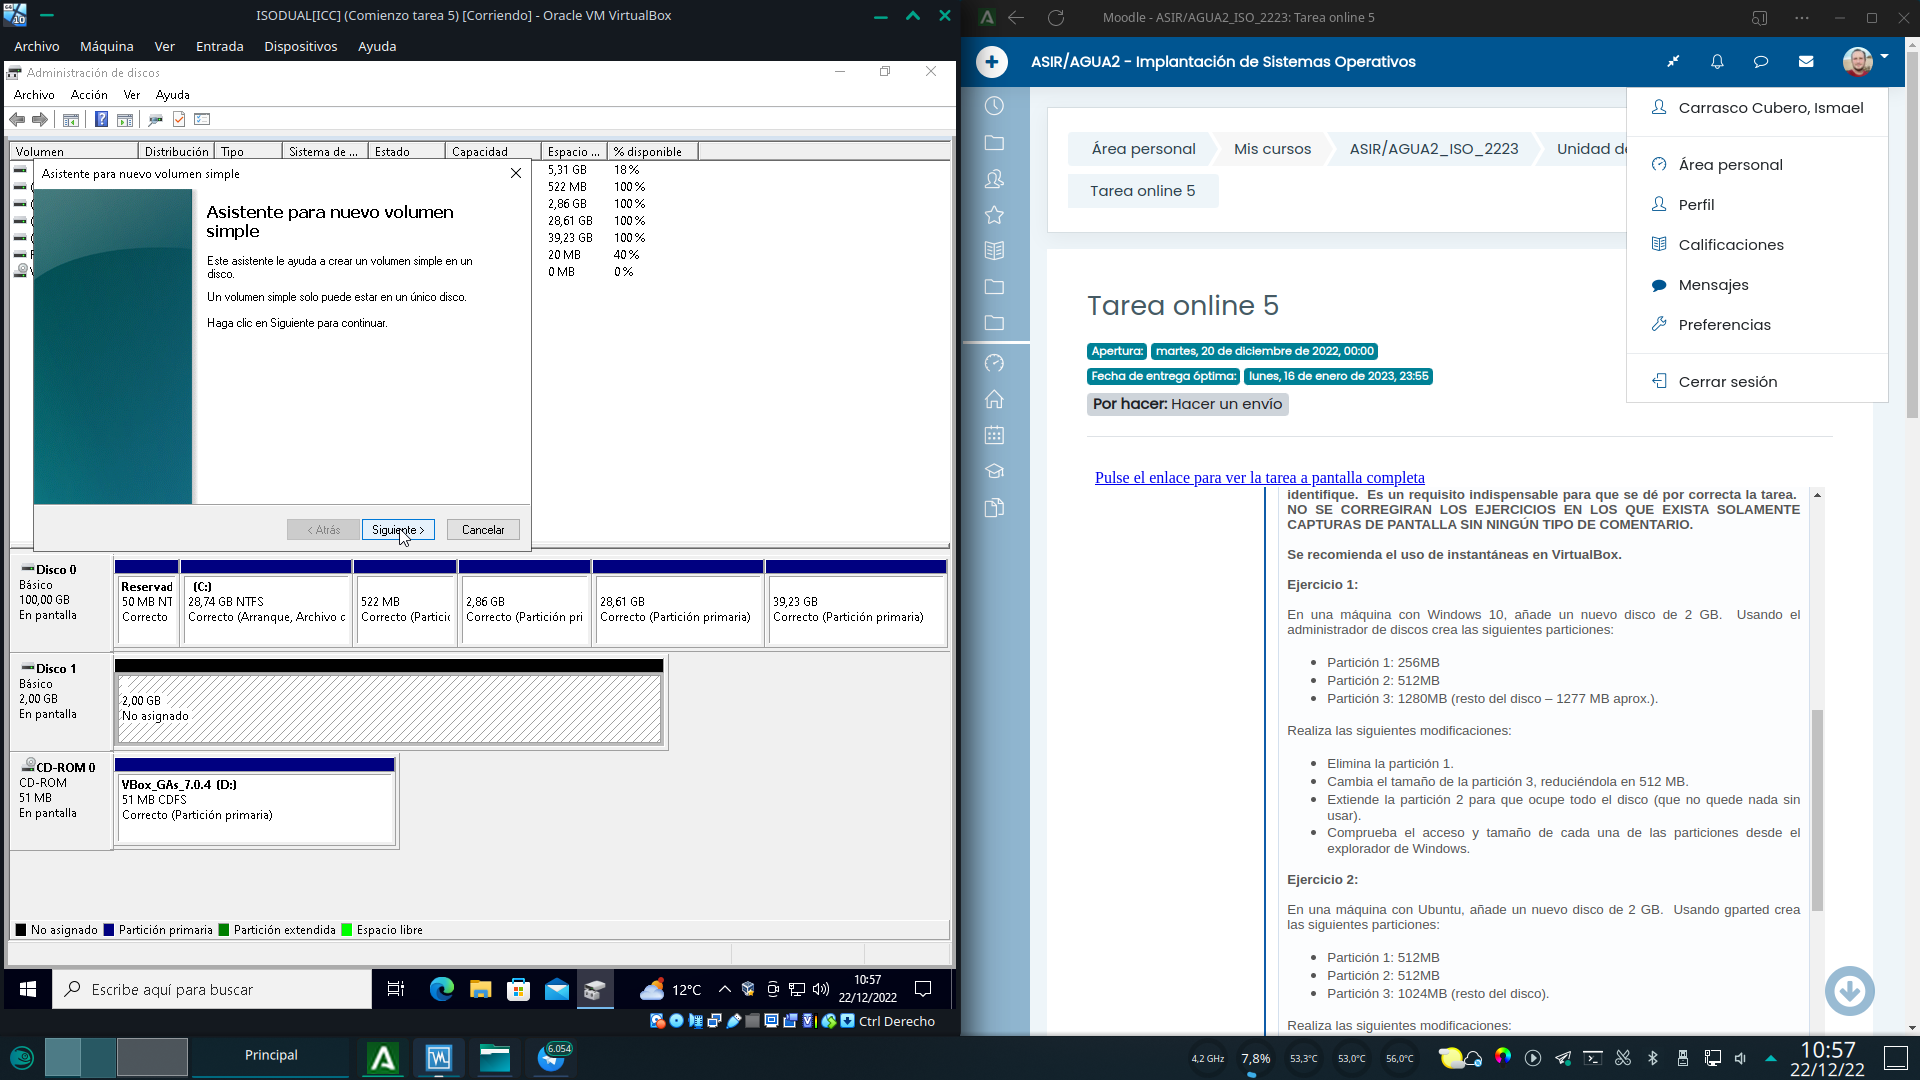 ISODUAL[ICC] (Comienzo tarea 5) [Corriendo] - Oracle VM VirtualBox
Archivo Máquina Ver Entrada Dispositivos Ayuda
Administración de discos
Archivo Acción Ver Ayuda
Volumen Distribución Tipo Sistema de ... Estado Capacidad Espacio ... % disponible
5,31 GB 18 %
522 MB 100 %
2,86 GB 100 %
28,61 GB 100 %
39,23 GB 100 %
20 MB 40 %
0 MB 0 %
Asistente para nuevo volumen simple
Asistente para nuevo volumen
simple
Este asistente le ayuda a crear un volumen simple en un
disco.
Un volumen simple solo puede estar en un único disco.
Haga clic en Siguiente para continuar.
< Atrás Siguiente > Cancelar
Disco 0
Básico
100,00 GB
En pantalla
Reservad
50 MB NT
Correcto
(C:)
28,74 GB NTFS
Correcto (Arranque, Archivo c
522 MB
Correcto (Partic
2,86 GB
Correcto (Partición pri
28,61 GB
Correcto (Partición primaria)
39,23 GB
Correcto (Partición primaria)
Disco 1
Básico
2,00 GB
En pantalla
2,00 GB
No asignado
CD-ROM 0
CD-ROM
51 MB
En pantalla
VBox_GAs_7.0.4 (D:)
51 MB CDFS
Correcto (Partición primaria)
No asignado Partición primaria Partición extendida Espacio libre
Escribe aquí para buscar
12°C
10:57
22/12/2022
Ctrl Derecho
Moodle - ASIR/AGUA2_ISO_2223: Tarea online 5
ASIR/AGUA2 - Implantación de Sistemas Operativos
Área personal Mis cursos ASIR/AGUA2_ISO_2223 Unidad de
Tarea online 5
Carrasco Cubero, Ismael
Área personal
Perfil
Calificaciones
Mensajes
Preferencias
Cerrar sesión
Tarea online 5
Apertura: martes, 20 de diciembre de 2022, 00:00
Fecha de entrega óptima: lunes, 16 de enero de 2023, 23:55
Por hacer: Hacer un envío
Pulse el enlace para ver la tarea a pantalla completa
identifique. Es un requisito indispensable para que se dé por correcta la tarea.
NO SE CORREGIRAN LOS EJERCICIOS EN LOS QUE EXISTA SOLAMENTE
CAPTURAS DE PANTALLA SIN NINGÚN TIPO DE COMENTARIO.
Se recomienda el uso de instantáneas en VirtualBox.
Ejercicio 1:
En una máquina con Windows 10, añade un nuevo disco de 2 GB. Usando el
administrador de discos crea las siguientes particiones:
Partición 1: 256MB
Partición 2: 512MB
Partición 3: 1280MB (resto del disco – 1277 MB aprox.).
Realiza las siguientes modificaciones:
Elimina la partición 1.
Cambia el tamaño de la partición 3, reduciéndola en 512 MB.
Extiende la partición 2 para que ocupe todo el disco (que no quede nada sin
usar).
Comprueba el acceso y tamaño de cada una de las particiones desde el
explorador de Windows.
Ejercicio 2:
En una máquina con Ubuntu, añade un nuevo disco de 2 GB. Usando gparted crea
las siguientes particiones:
Partición 1: 512MB
Partición 2: 512MB
Partición 3: 1024MB (resto del disco).
Realiza las siguientes modificaciones:
Principal
6.054
4,2 GHz 7,8% 53,3°C 53,0°C 56,0°C
10:57
22/12/22